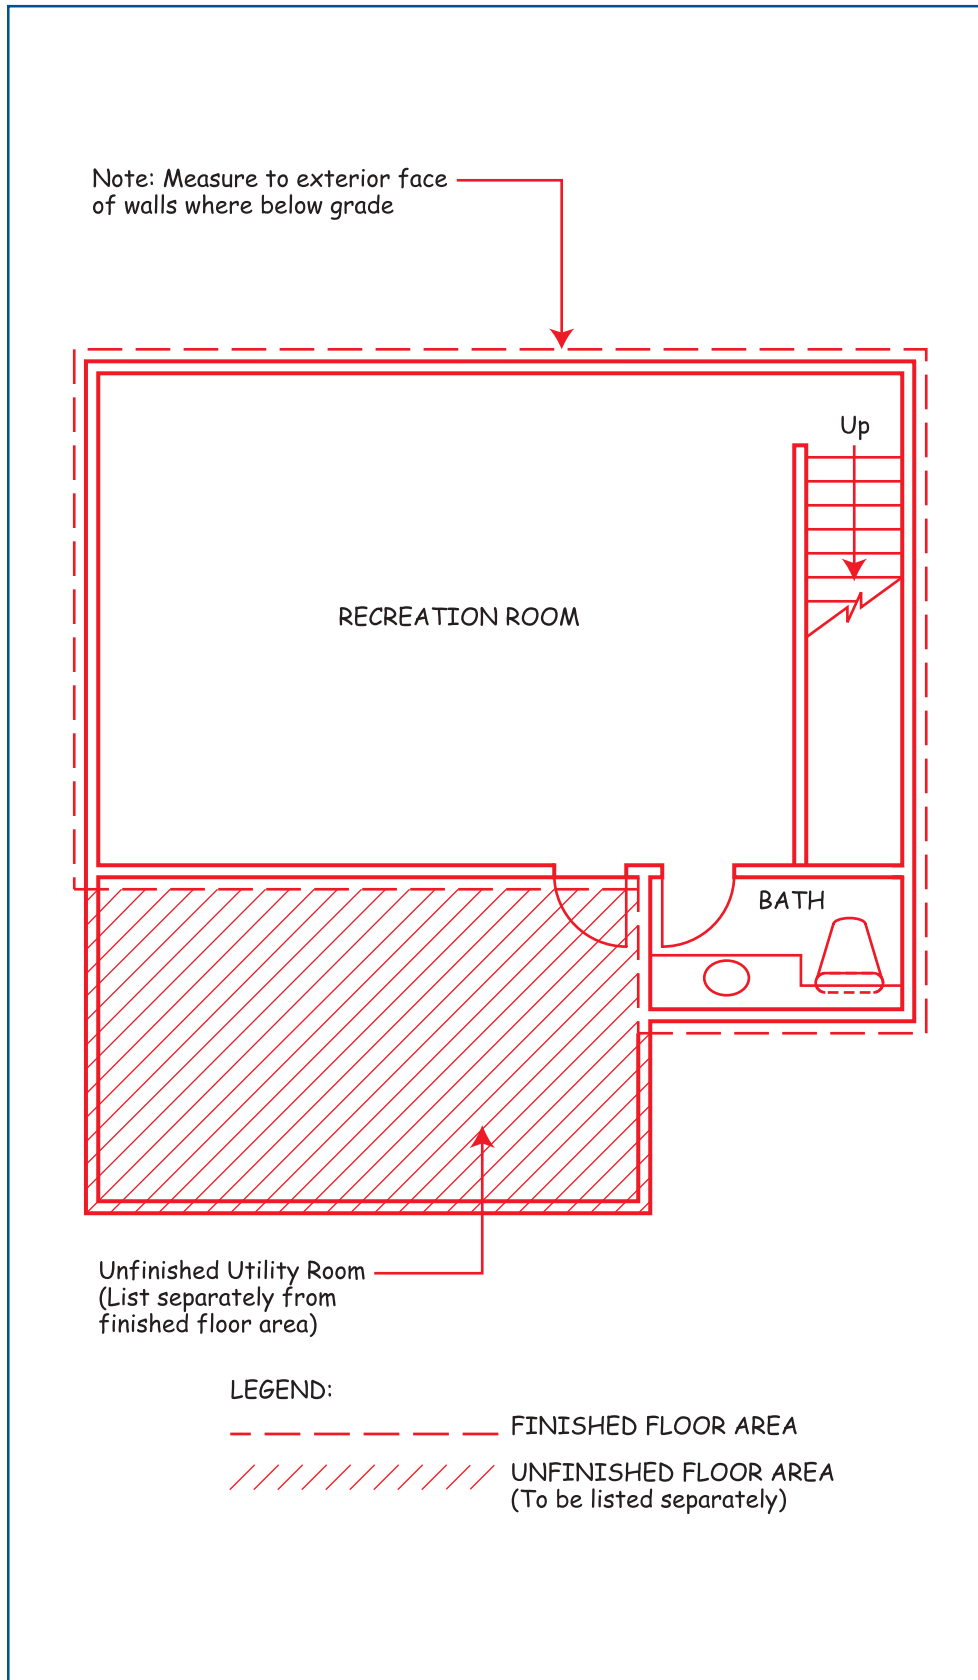 Note: Measure to exterior face
of walls where below grade
Up
RECREATION ROOM
BATH
Unfinished Utility Room
(List separately from
finished floor area)
LEGEND:
FINISHED FLOOR AREA
UNFINISHED FLOOR AREA
(To be listed separately)